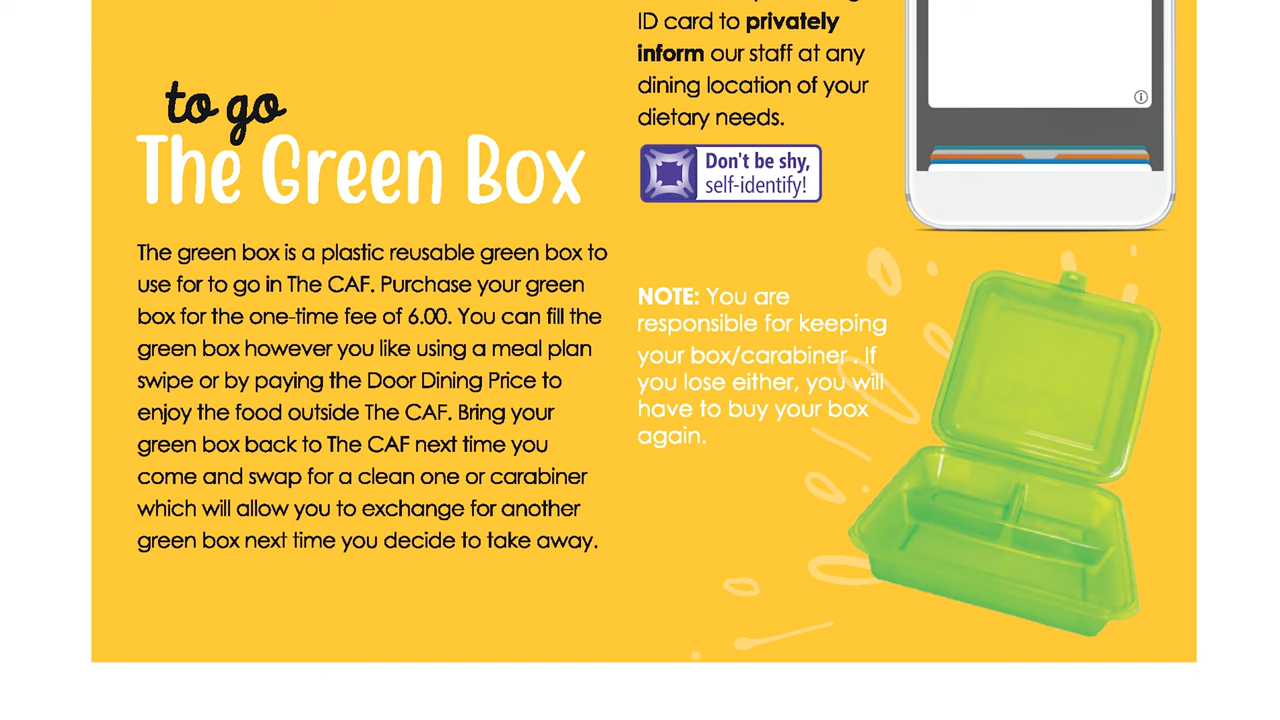 to go
The Green Box
The green box is a plastic reusable green box to
use for to go in The CAF. Purchase your green
box for the one-time fee of 6.00. You can fill the
green box however you like using a meal plan
swipe or by paying the Door Dining Price to
enjoy the food outside The CAF. Bring your
green box back to The CAF next time you
come and swap for a clean one or carabiner
which will allow you to exchange for another
green box next time you decide to take away.
ID card to privately
inform our staff at any
dining location of your
dietary needs.
Don't be shy,
self-identify!
NOTE: You are
responsible for keeping
your box/carabiner . If
you lose either, you will
have to buy your box
again.